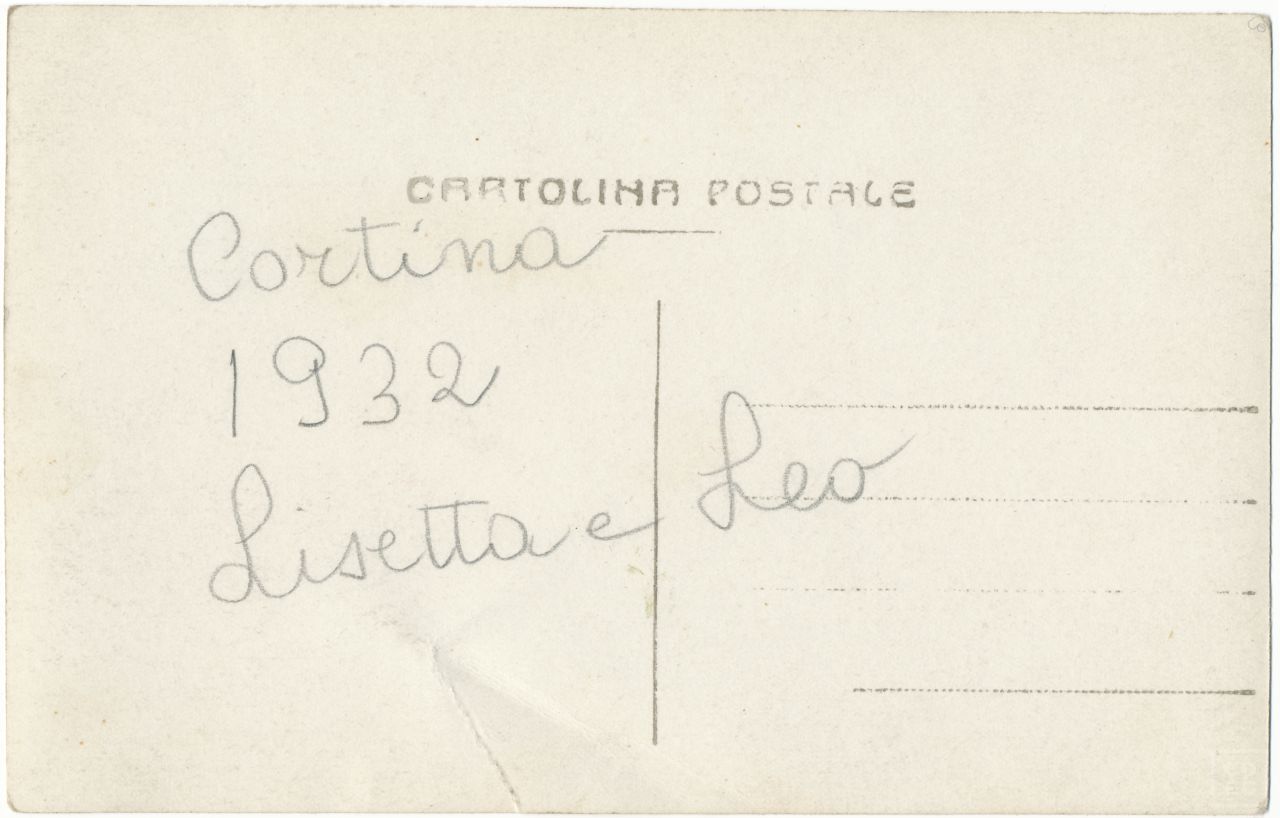 CARTOLINA POSTALE
Cortina
1932
Lisetta e Leo